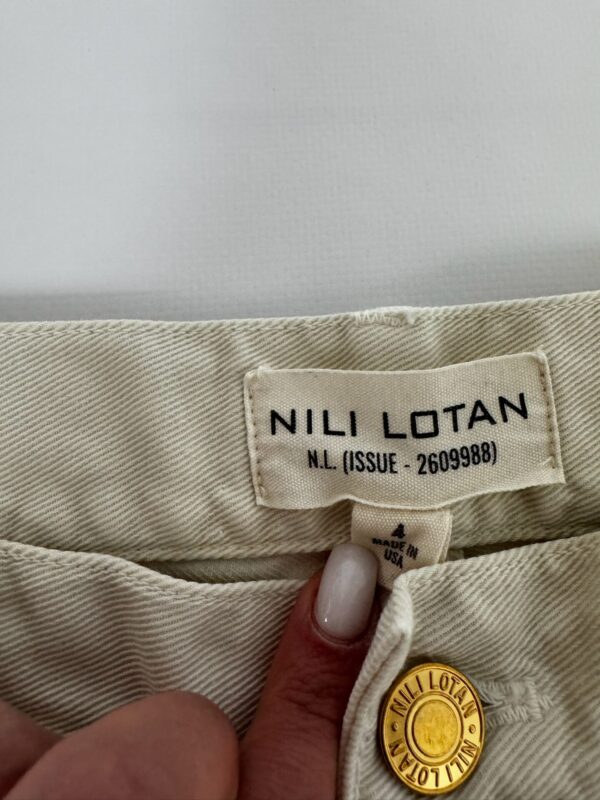 NILI LOTAN
N.L. (ISSUE - 2609988)
4
MADE IN
USA
NILI LOTAN
NILI LOTAN